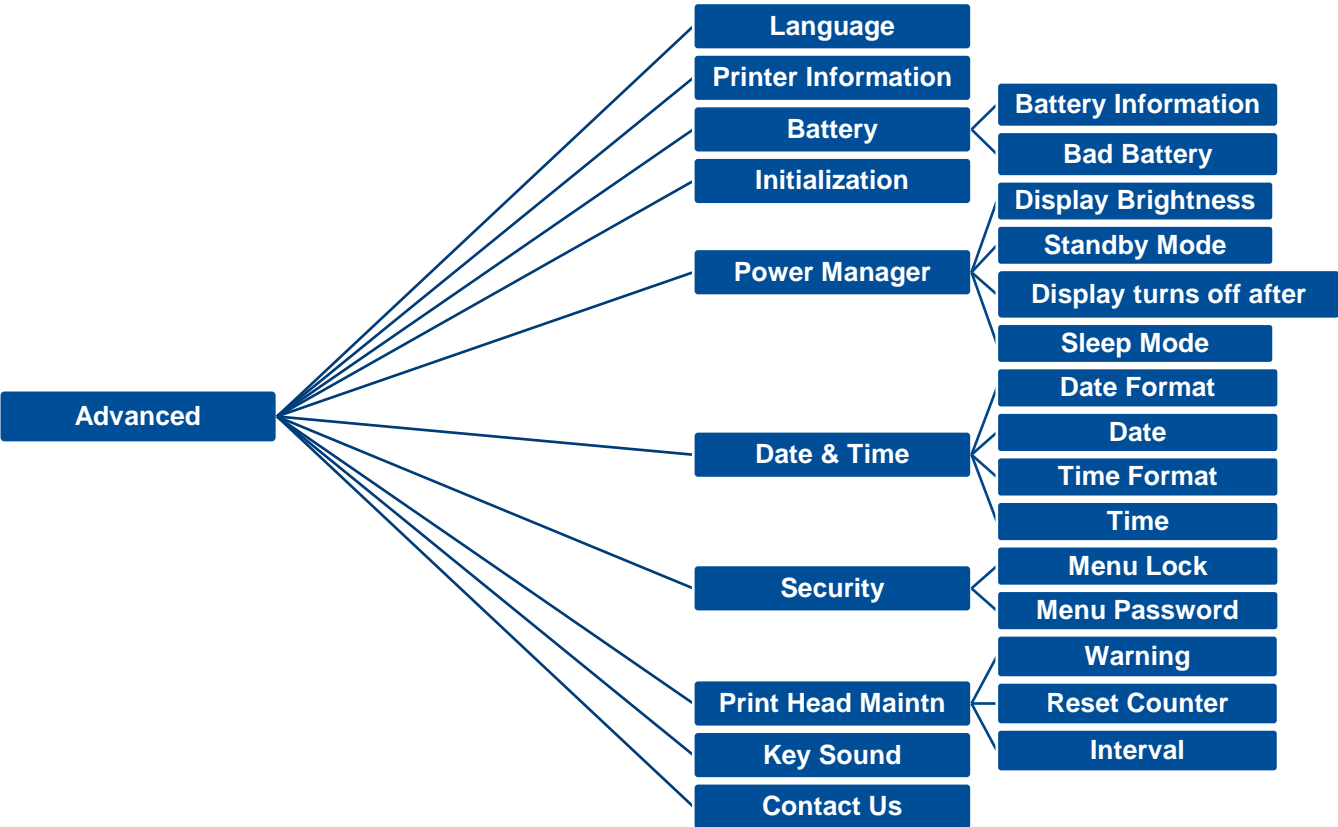 Advanced
Language
Printer Information
Battery
Battery Information
Bad Battery
Initialization
Power Manager
Display Brightness
Standby Mode
Display turns off after
Sleep Mode
Date & Time
Date Format
Date
Time Format
Time
Security
Menu Lock
Menu Password
Print Head Maintn
Warning
Reset Counter
Interval
Key Sound
Contact Us